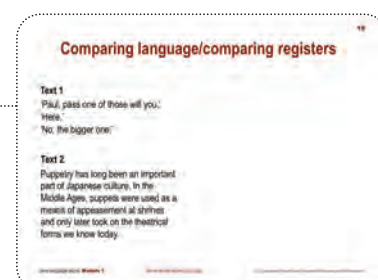 Comparing language/comparing registers
Text 1
'Paul, pass one of those will you.'
'Here.'
'No, the bigger one.'
Text 2
Puppetry has long been an important
part of Japanese culture. In the
Middle Ages, puppets were used as a
means of appeasement at shrines
and only later took on the theatrical
forms we know today.